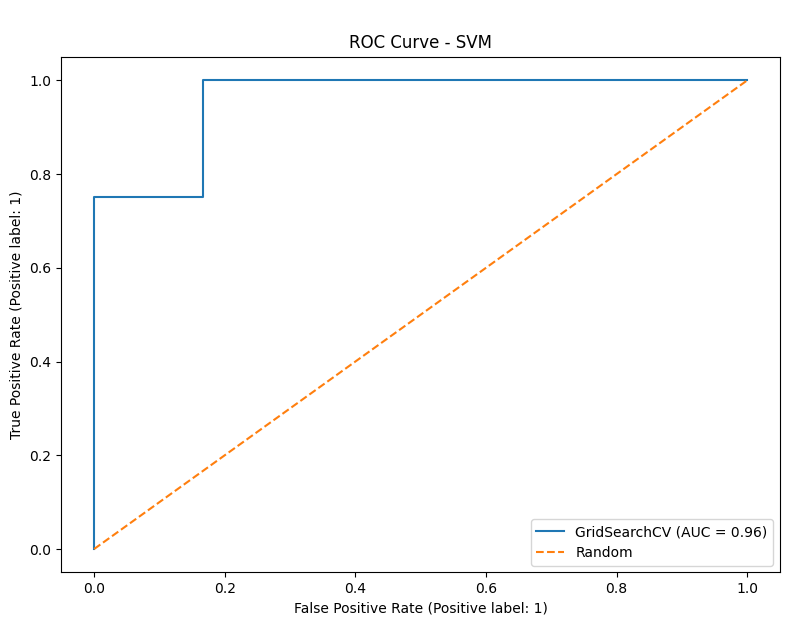 ROC Curve - SVM
True Positive Rate (Positive label: 1)
1.0
0.8
0.6
0.4
0.2
0.0
0.0
0.2
0.4
0.6
0.8
1.0
False Positive Rate (Positive label: 1)
GridSearchCV (AUC = 0.96)
Random